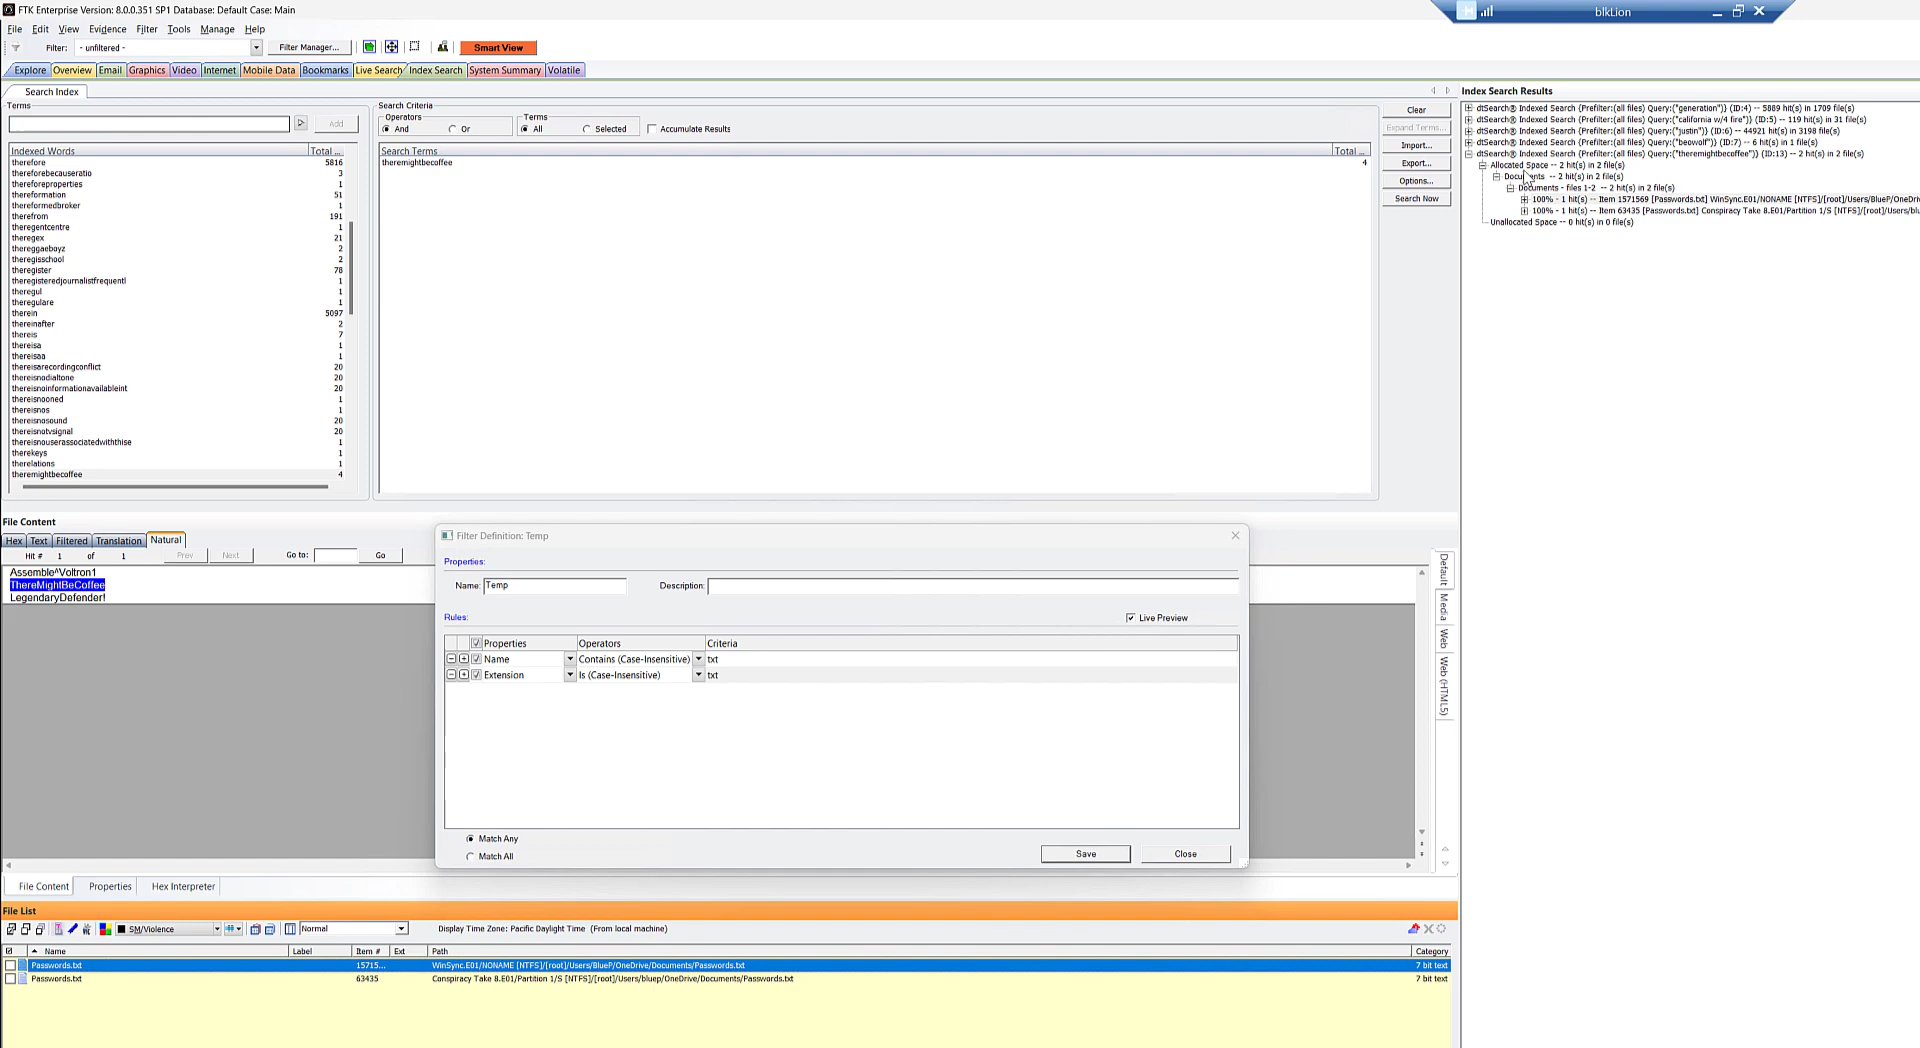 FTK Enterprise Version: 8.0.0.351 SP1 Database: Default Case: Main
blkLion
File Edit View Evidence Filter Tools Manage Help
Filter: - unfiltered - Filter Manager... Smart View
Explore Overview Email Graphics Video Internet Mobile Data Bookmarks Live Search Index Search System Summary Volatile
Search Index
Terms
Add
Indexed Words Total ...
therefore 5816
thereforebecauseratio 3
thereforeproperties 1
thereformation 51
thereformedbroker 1
therefrom 191
theregentcentre 1
theregex 21
thereggaeboyz 2
theregisschool 2
theregister 78
theregisteredjournalistfrequentl 1
theregul 1
theregulare 1
therein 5097
thereinafter 2
thereis 7
thereisa 1
thereisaa 1
thereisarecordingconflict 20
thereisnodialtone 20
thereisnoinformationavailableint 20
thereisnooned 1
thereisnos 1
thereisnosound 20
thereisnotvsignal 20
thereisnouserassociatedwiththise 1
therekeys 1
therelations 1
theremightbecoffee 4
Search Criteria
Operators
And Or
Terms
All Selected
Accumulate Results
Search Terms Total ...
theremightbecoffee 4
Clear
Expand Terms...
Import...
Export...
Options...
Search Now
Index Search Results
dtSearch® Indexed Search {Prefilter:(all files) Query:("generation")} (ID:4) -- 5889 hit(s) in 1709 file(s)
dtSearch® Indexed Search {Prefilter:(all files) Query:("california w/4 fire")} (ID:5) -- 119 hit(s) in 31 file(s)
dtSearch® Indexed Search {Prefilter:(all files) Query:("justin")} (ID:6) -- 44921 hit(s) in 3198 file(s)
dtSearch® Indexed Search {Prefilter:(all files) Query:("beowolf")} (ID:7) -- 6 hit(s) in 1 file(s)
dtSearch® Indexed Search {Prefilter:(all files) Query:("theremightbecoffee")} (ID:13) -- 2 hit(s) in 2 file(s)
Allocated Space -- 2 hit(s) in 2 file(s)
Documents -- 2 hit(s) in 2 file(s)
Documents - files 1-2 -- 2 hit(s) in 2 file(s)
100% - 1 hit(s) -- Item 1571569 [Passwords.txt] WinSync.E01/NONAME [NTFS]/[root]/Users/BlueP/OneDriv
100% - 1 hit(s) -- Item 63435 [Passwords.txt] Conspiracy Take 8.E01/Partition 1/S [NTFS]/[root]/Users/blu
Unallocated Space -- 0 hit(s) in 0 file(s)
File Content
Hex Text Filtered Translation Natural
Hit # 1 of 1 Prev Next Go to: Go
Assemble^Voltron1
ThereMightBeCoffee
LegendaryDefender!
Default
Media
Web
Web (HTML5)
Filter Definition: Temp
Properties:
Name: Temp Description:
Rules:
Live Preview
Properties Operators Criteria
Name Contains (Case-Insensitive) txt
Extension Is (Case-Insensitive) txt
Match Any
Match All
Save Close
File Content Properties Hex Interpreter
File List
SM/Violence Normal Display Time Zone: Pacific Daylight Time (From local machine)
Name Label Item # Ext Path Category
Passwords.txt 15715... WinSync.E01/NONAME [NTFS]/[root]/Users/BlueP/OneDrive/Documents/Passwords.txt 7 bit text
Passwords.txt 63435 Conspiracy Take 8.E01/Partition 1/S [NTFS]/[root]/Users/bluep/OneDrive/Documents/Passwords.txt 7 bit text